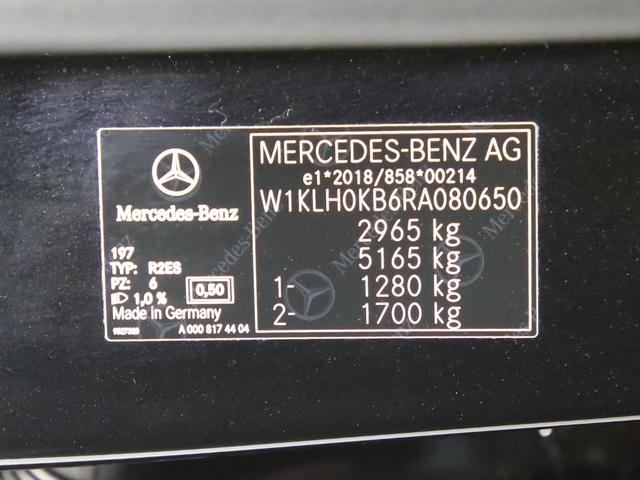 Mercedes-Benz
197
TYP: R2ES
PZ: 6
1,0 %
0,50
Made in Germany
A 000 817 44 04
MERCEDES-BENZ AG
e1*2018/858*00214
W1KLH0KB6RA080650
2965 kg
5165 kg
1- 1280 kg
2- 1700 kg